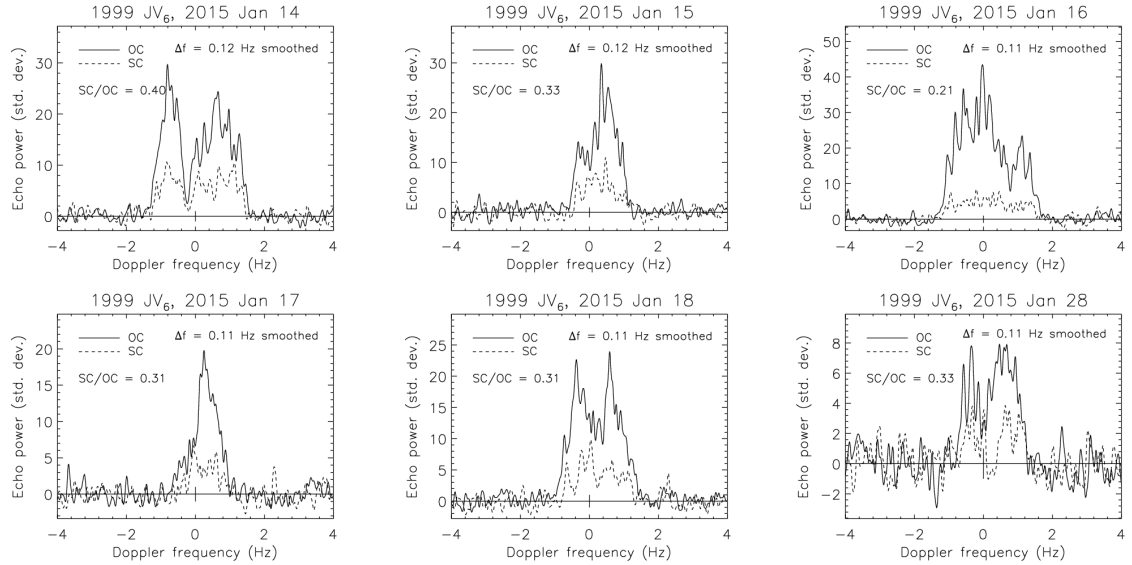 1999 JV₆, 2015 Jan 14
Echo power (std. dev.)
OC
SC
Δf = 0.12 Hz smoothed
SC/OC = 0.40
30
20
10
0
−4 −2 0 2 4
Doppler frequency (Hz)
1999 JV₆, 2015 Jan 15
Echo power (std. dev.)
OC
SC
Δf = 0.12 Hz smoothed
SC/OC = 0.33
30
20
10
0
−4 −2 0 2 4
Doppler frequency (Hz)
1999 JV₆, 2015 Jan 16
Echo power (std. dev.)
OC
SC
Δf = 0.11 Hz smoothed
SC/OC = 0.21
50
40
30
20
10
0
−4 −2 0 2 4
Doppler frequency (Hz)
1999 JV₆, 2015 Jan 17
Echo power (std. dev.)
OC
SC
Δf = 0.11 Hz smoothed
SC/OC = 0.31
20
15
10
5
0
−4 −2 0 2 4
Doppler frequency (Hz)
1999 JV₆, 2015 Jan 18
Echo power (std. dev.)
OC
SC
Δf = 0.11 Hz smoothed
SC/OC = 0.31
25
20
15
10
5
0
−4 −2 0 2 4
Doppler frequency (Hz)
1999 JV₆, 2015 Jan 28
Echo power (std. dev.)
OC
SC
Δf = 0.11 Hz smoothed
SC/OC = 0.33
8
6
4
2
0
−2
−4 −2 0 2 4
Doppler frequency (Hz)